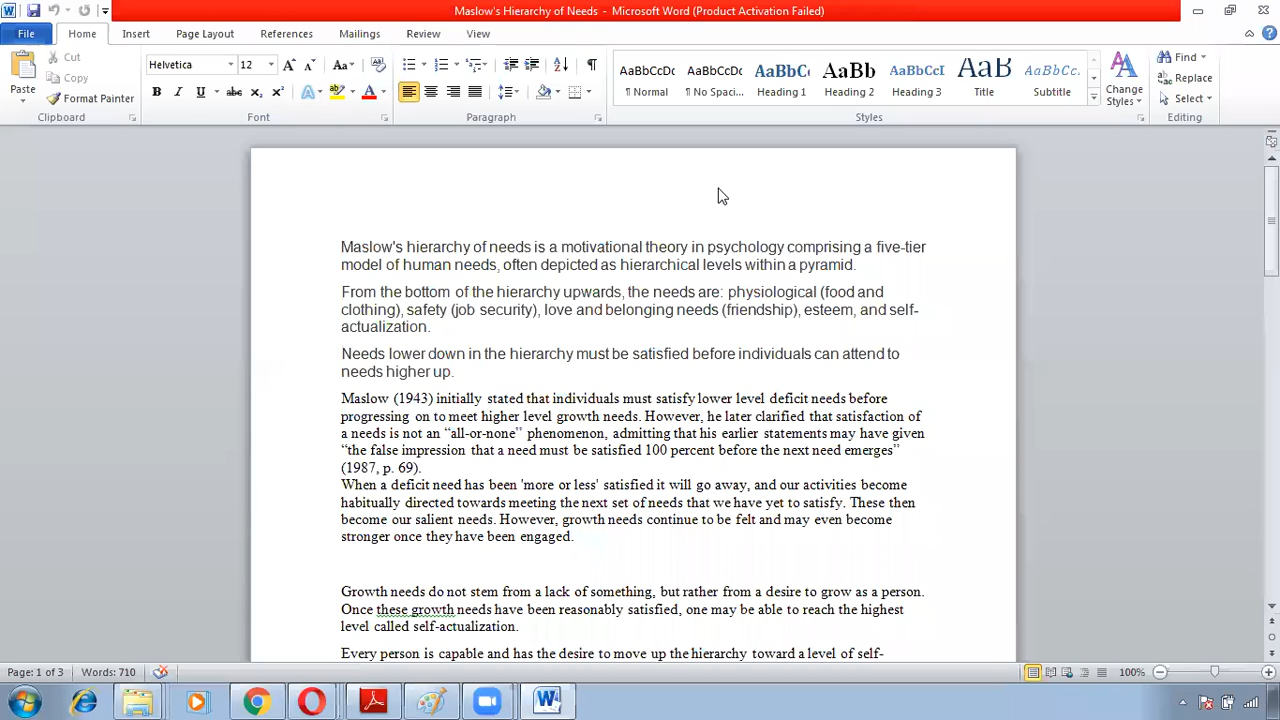 Maslow's Hierarchy of Needs - Microsoft Word (Product Activation Failed)
File Home Insert Page Layout References Mailings Review View
Paste
Cut
Copy
Format Painter
Clipboard
Helvetica 12
Aa
B I U abc x₂ x² A ab A
Font
Paragraph
AaBbCcDc AaBbCcDc AaBbC AaBb AaBbCcI AaB AaBbCc.
¶ Normal ¶ No Spaci... Heading 1 Heading 2 Heading 3 Title Subtitle
Change
Styles
Styles
Find
Replace
Select
Editing
Maslow's hierarchy of needs is a motivational theory in psychology comprising a five-tier
model of human needs, often depicted as hierarchical levels within a pyramid.
From the bottom of the hierarchy upwards, the needs are: physiological (food and
clothing), safety (job security), love and belonging needs (friendship), esteem, and self-
actualization.
Needs lower down in the hierarchy must be satisfied before individuals can attend to
needs higher up.
Maslow (1943) initially stated that individuals must satisfy lower level deficit needs before
progressing on to meet higher level growth needs. However, he later clarified that satisfaction of
a needs is not an “all-or-none” phenomenon, admitting that his earlier statements may have given
“the false impression that a need must be satisfied 100 percent before the next need emerges”
(1987, p. 69).
When a deficit need has been 'more or less' satisfied it will go away, and our activities become
habitually directed towards meeting the next set of needs that we have yet to satisfy. These then
become our salient needs. However, growth needs continue to be felt and may even become
stronger once they have been engaged.
Growth needs do not stem from a lack of something, but rather from a desire to grow as a person.
Once these growth needs have been reasonably satisfied, one may be able to reach the highest
level called self-actualization.
Every person is capable and has the desire to move up the hierarchy toward a level of self-
Page: 1 of 3 Words: 710 100%